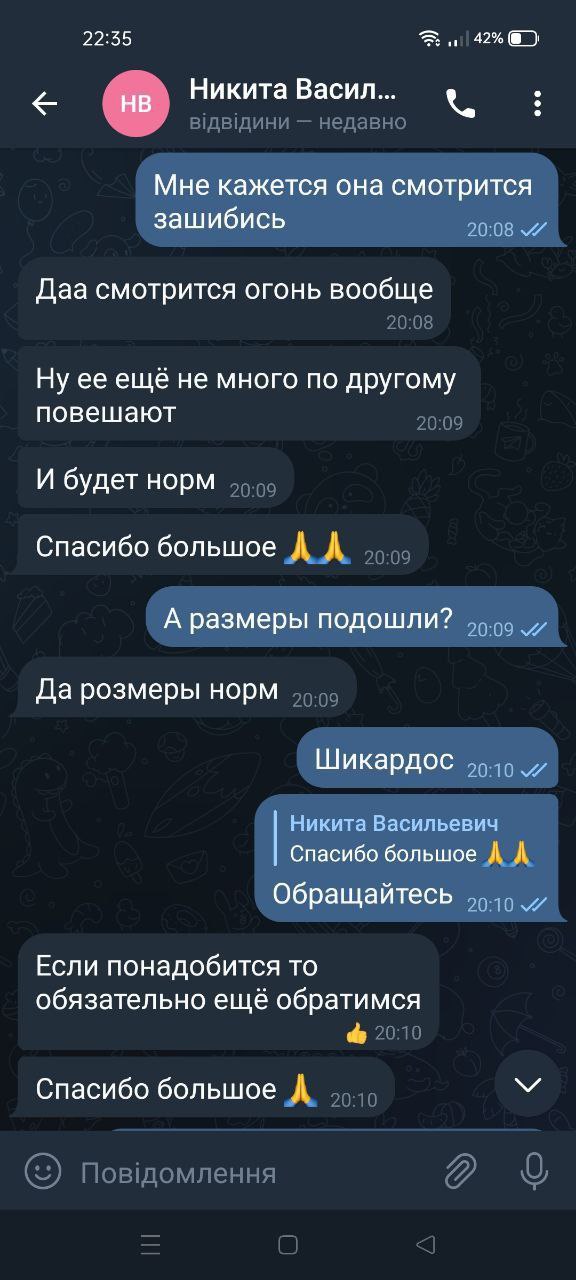 22:35
42%
НВ
Никита Васил...
відвідини — недавно
Мне кажется она смотрится
зашибись
20:08
Даа смотрится огонь вообще
20:08
Ну ее ещё не много по другому
повешают
20:09
И будет норм 20:09
Спасибо большое 🙏🙏 20:09
А размеры подошли? 20:09
Да розмеры норм 20:09
Шикардос 20:10
Никита Васильевич
Спасибо большое 🙏🙏
Обращайтесь 20:10
Если понадобится то
обязательно ещё обратимся
👍 20:10
Спасибо большое 🙏 20:10
Повідомлення